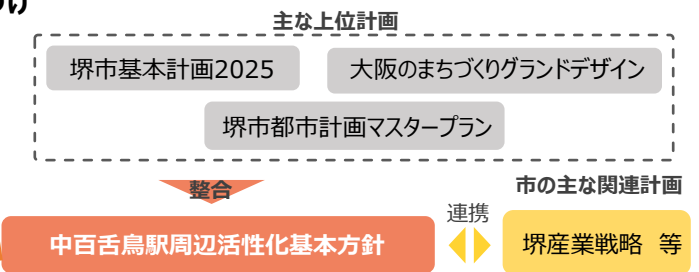 主な上位計画
堺市基本計画2025
大阪のまちづくりグランドデザイン
堺市都市計画マスタープラン
整合
市の主な関連計画
連携
中百舌鳥駅周辺活性化基本方針
堺産業戦略 等